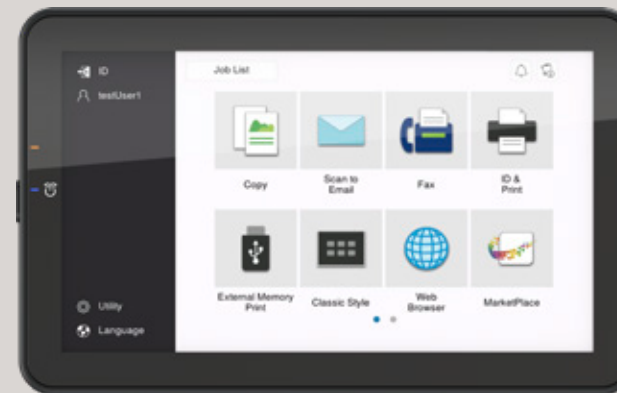 ID
testUser1
Job List
Copy
Scan to
Email
Fax
ID &
Print
External Memory
Print
Classic Style
Web
Browser
MarketPlace
Utility
Language